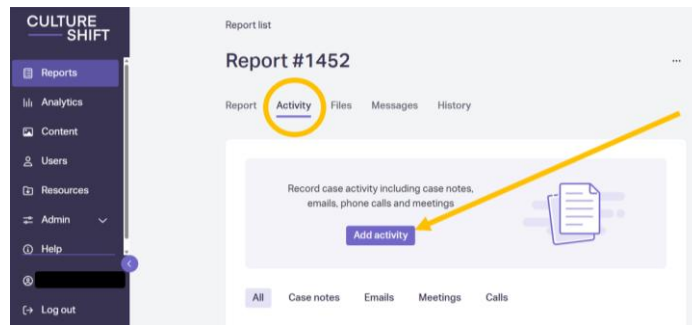 CULTURE
SHIFT
Reports
Analytics
Content
Users
Resources
Admin
Help
Log out
Report list
Report #1452
...
Report Activity Files Messages History
Record case activity including case notes,
emails, phone calls and meetings
Add activity
All Case notes Emails Meetings Calls